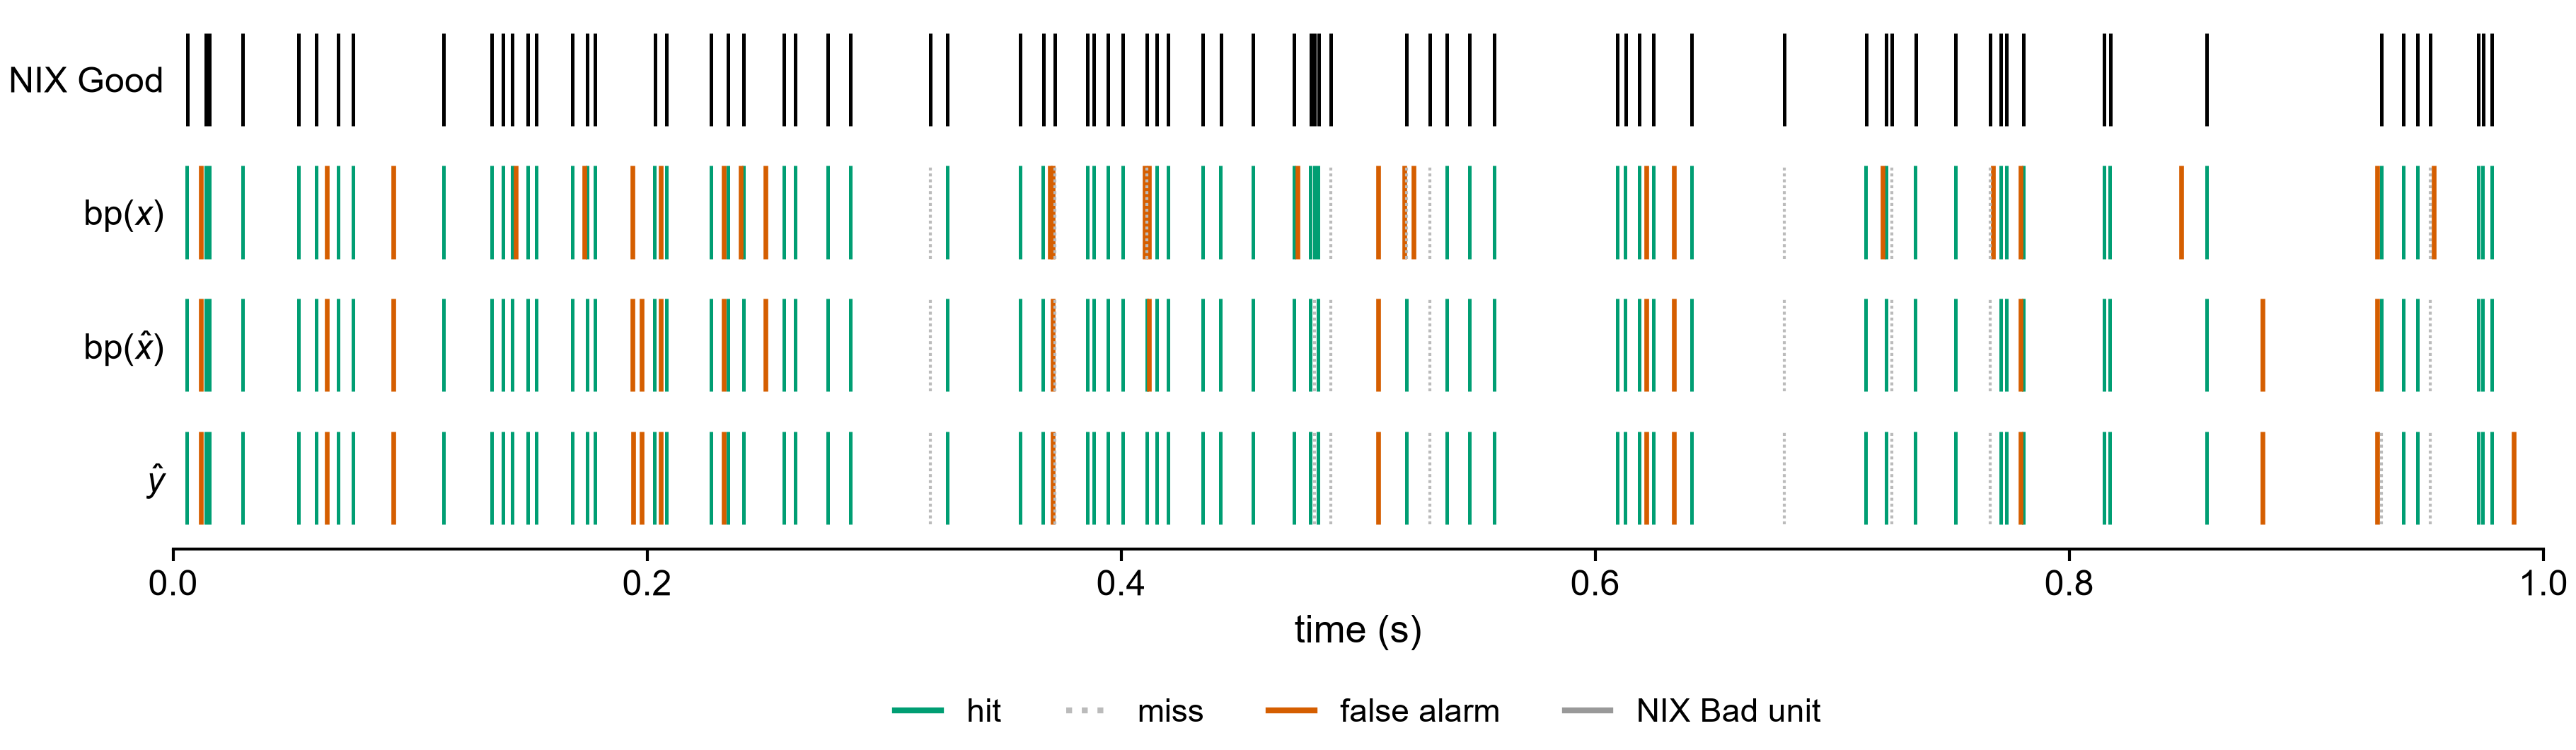 NIX Good
bp(x)
bp(x̂)
ŷ
0.0 0.2 0.4 0.6 0.8 1.0
time (s)
hit miss false alarm NIX Bad unit